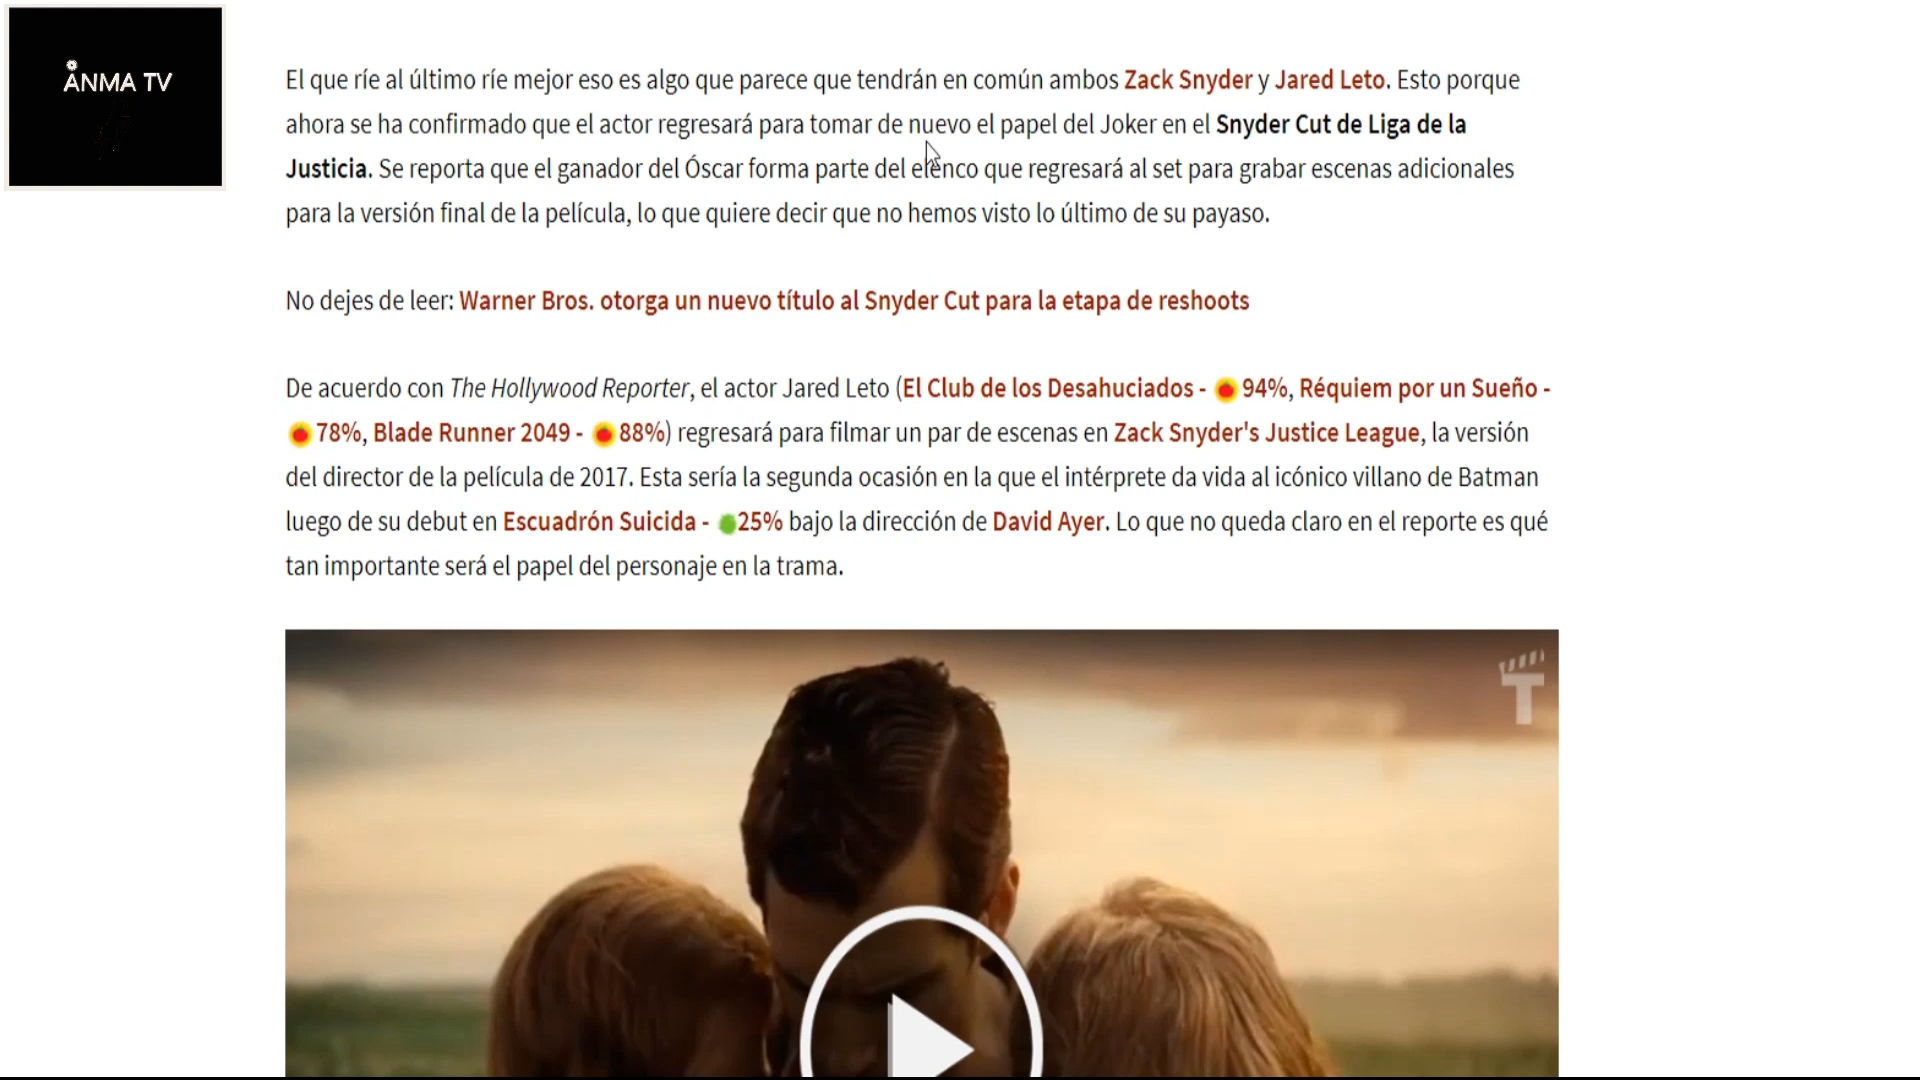 ANMA TV
El que ríe al último ríe mejor eso es algo que parece que tendrán en común ambos Zack Snyder y Jared Leto. Esto porque
ahora se ha confirmado que el actor regresará para tomar de nuevo el papel del Joker en el Snyder Cut de Liga de la
Justicia. Se reporta que el ganador del Óscar forma parte del elenco que regresará al set para grabar escenas adicionales
para la versión final de la película, lo que quiere decir que no hemos visto lo último de su payaso.
No dejes de leer: Warner Bros. otorga un nuevo título al Snyder Cut para la etapa de reshoots
De acuerdo con The Hollywood Reporter, el actor Jared Leto (El Club de los Desahuciados - 94%, Réquiem por un Sueño -
78%, Blade Runner 2049 - 88%) regresará para filmar un par de escenas en Zack Snyder's Justice League, la versión
del director de la película de 2017. Esta sería la segunda ocasión en la que el intérprete da vida al icónico villano de Batman
luego de su debut en Escuadrón Suicida - 25% bajo la dirección de David Ayer. Lo que no queda claro en el reporte es qué
tan importante será el papel del personaje en la trama.
T